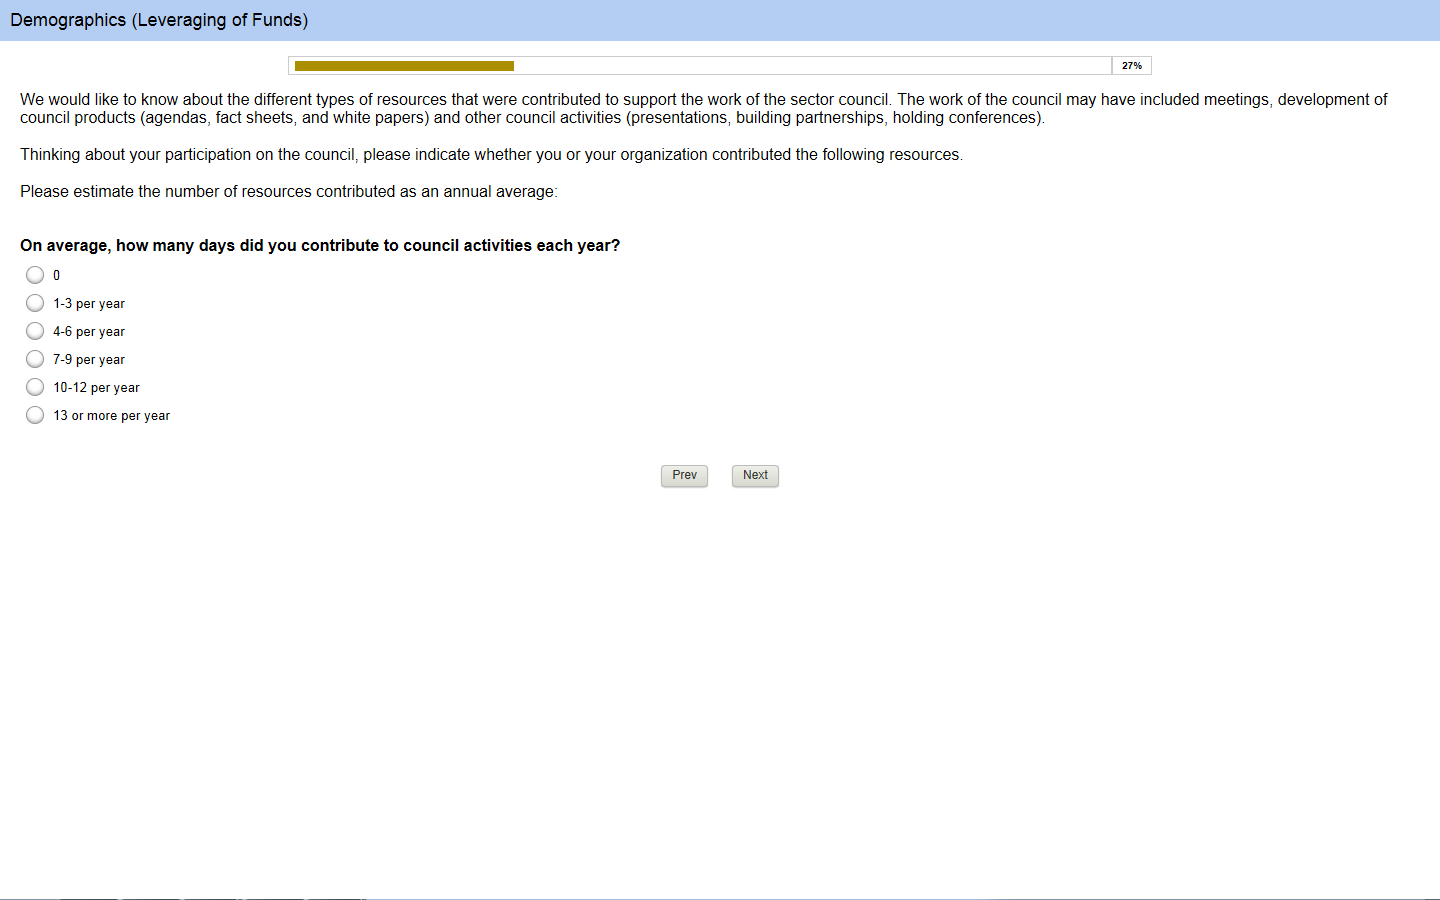 Demographics (Leveraging of Funds)
27%
We would like to know about the different types of resources that were contributed to support the work of the sector council. The work of the council may have included meetings, development of
council products (agendas, fact sheets, and white papers) and other council activities (presentations, building partnerships, holding conferences).
Thinking about your participation on the council, please indicate whether you or your organization contributed the following resources.
Please estimate the number of resources contributed as an annual average:
On average, how many days did you contribute to council activities each year?
0
1-3 per year
4-6 per year
7-9 per year
10-12 per year
13 or more per year
Prev Next